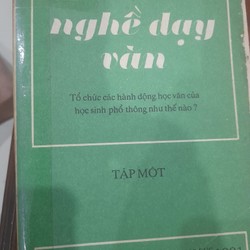 nghề dạy
văn
Tổ chức các hành động học văn của
học sinh phổ thông như thế nào ?
TẬP MỘT